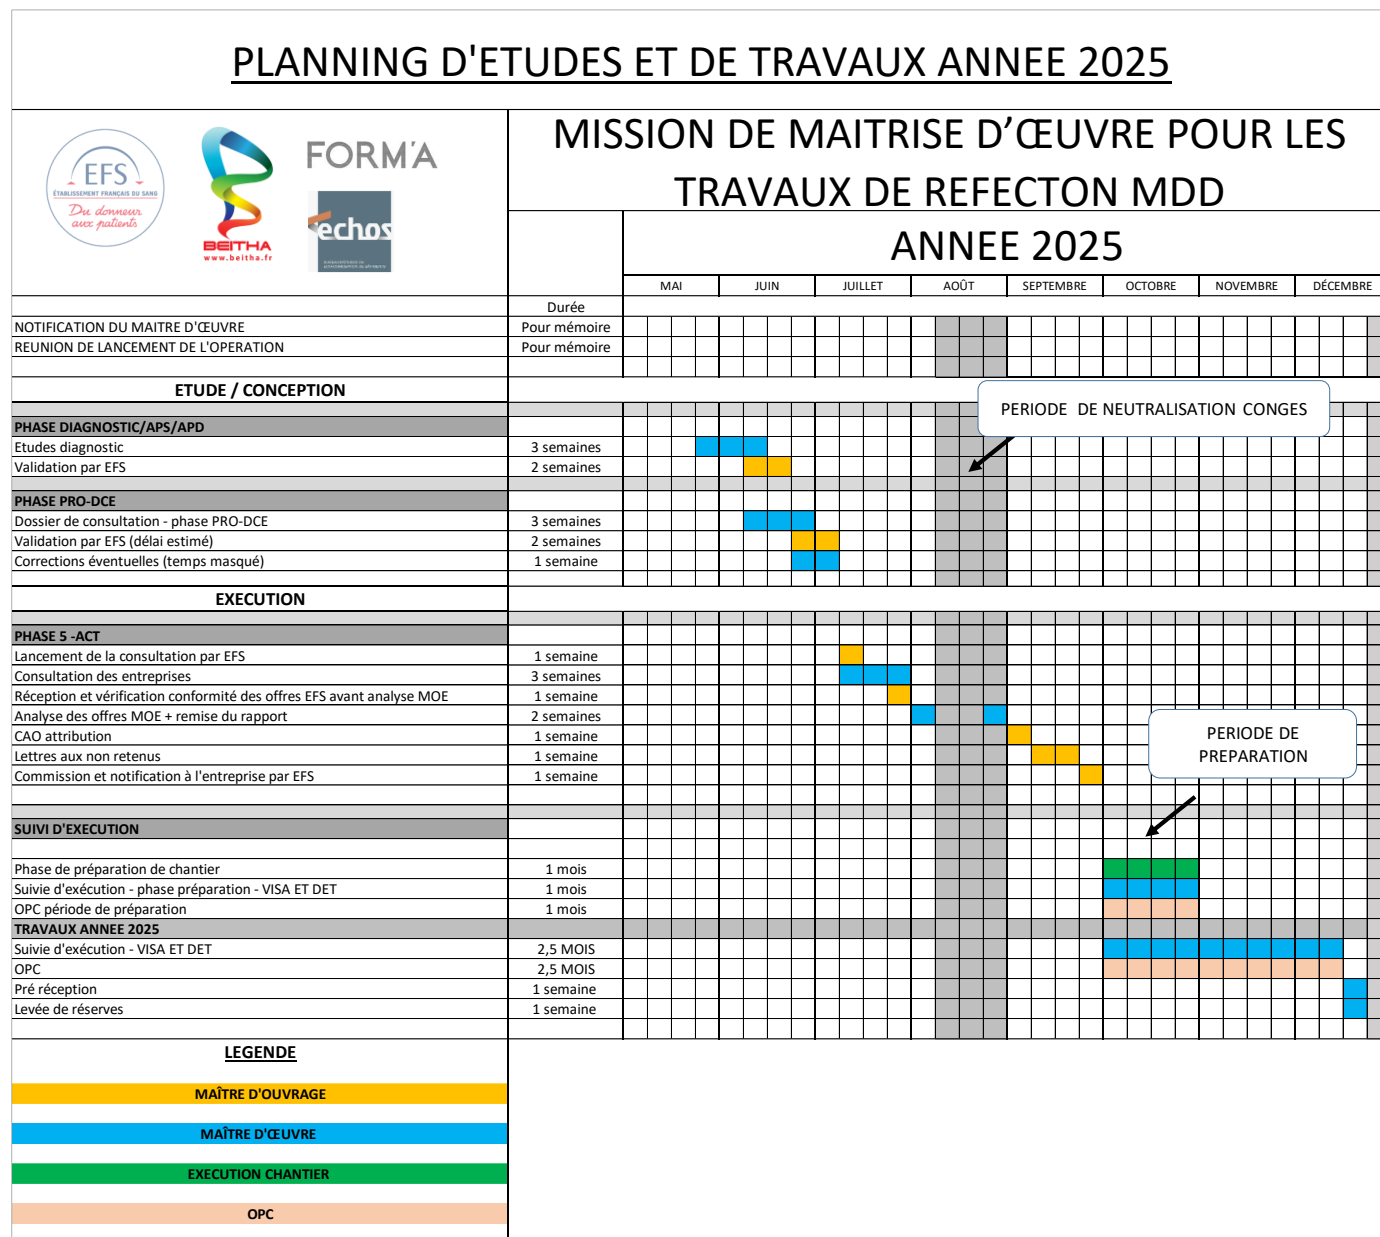 PLANNING D'ETUDES ET DE TRAVAUX ANNEE 2025
EFS
ÉTABLISSEMENT FRANÇAIS DU SANG
Du donneur
aux patients
BEITHA
www.beitha.fr
FORM'A
echos
MISSION DE MAITRISE D'ŒUVRE POUR LES
TRAVAUX DE REFECTON MDD
ANNEE 2025
MAI JUIN JUILLET AOÛT SEPTEMBRE OCTOBRE NOVEMBRE DÉCEMBRE
Durée
NOTIFICATION DU MAITRE D'ŒUVRE Pour mémoire
REUNION DE LANCEMENT DE L'OPERATION Pour mémoire
ETUDE / CONCEPTION
PERIODE DE NEUTRALISATION CONGES
PHASE DIAGNOSTIC/APS/APD
Etudes diagnostic 3 semaines
Validation par EFS 2 semaines
PHASE PRO-DCE
Dossier de consultation - phase PRO-DCE 3 semaines
Validation par EFS (délai estimé) 2 semaines
Corrections éventuelles (temps masqué) 1 semaine
EXECUTION
PHASE 5 -ACT
Lancement de la consultation par EFS 1 semaine
Consultation des entreprises 3 semaines
Réception et vérification conformité des offres EFS avant analyse MOE 1 semaine
Analyse des offres MOE + remise du rapport 2 semaines
CAO attribution 1 semaine
Lettres aux non retenus 1 semaine
Commission et notification à l'entreprise par EFS 1 semaine
PERIODE DE
PREPARATION
SUIVI D'EXECUTION
Phase de préparation de chantier 1 mois
Suivie d'exécution - phase préparation - VISA ET DET 1 mois
OPC période de préparation 1 mois
TRAVAUX ANNEE 2025
Suivie d'exécution - VISA ET DET 2,5 MOIS
OPC 2,5 MOIS
Pré réception 1 semaine
Levée de réserves 1 semaine
LEGENDE
MAÎTRE D'OUVRAGE
MAÎTRE D'ŒUVRE
EXECUTION CHANTIER
OPC